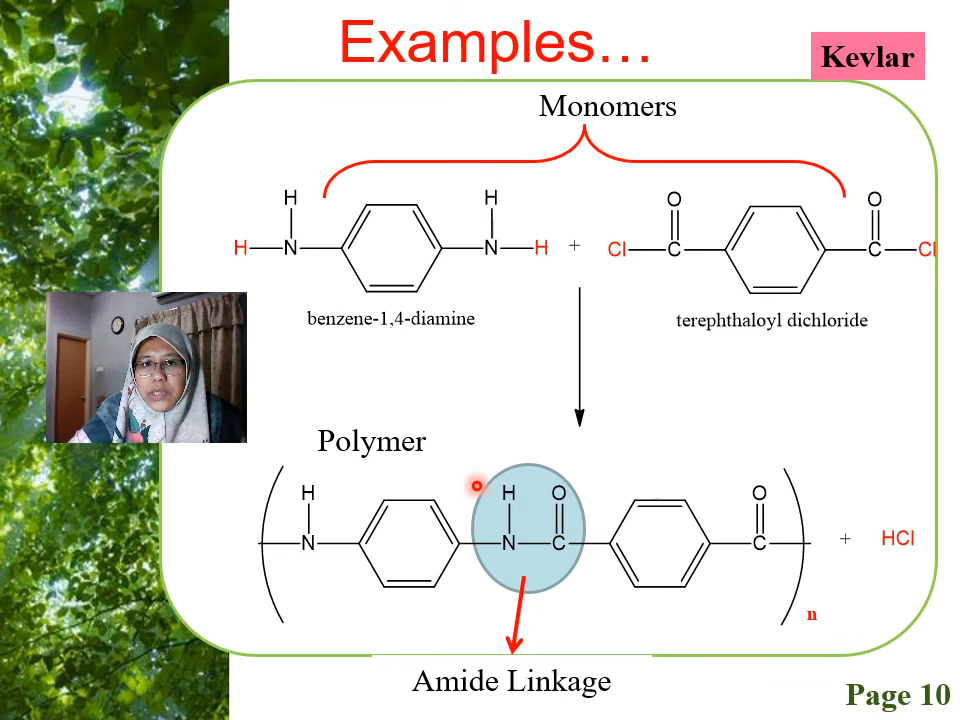 Examples…
Kevlar
Monomers
H H O O
H N N H + Cl C C Cl
benzene-1,4-diamine
terephthaloyl dichloride
Polymer
H H O O
N N C C + HCl
n
Amide Linkage
Page 10